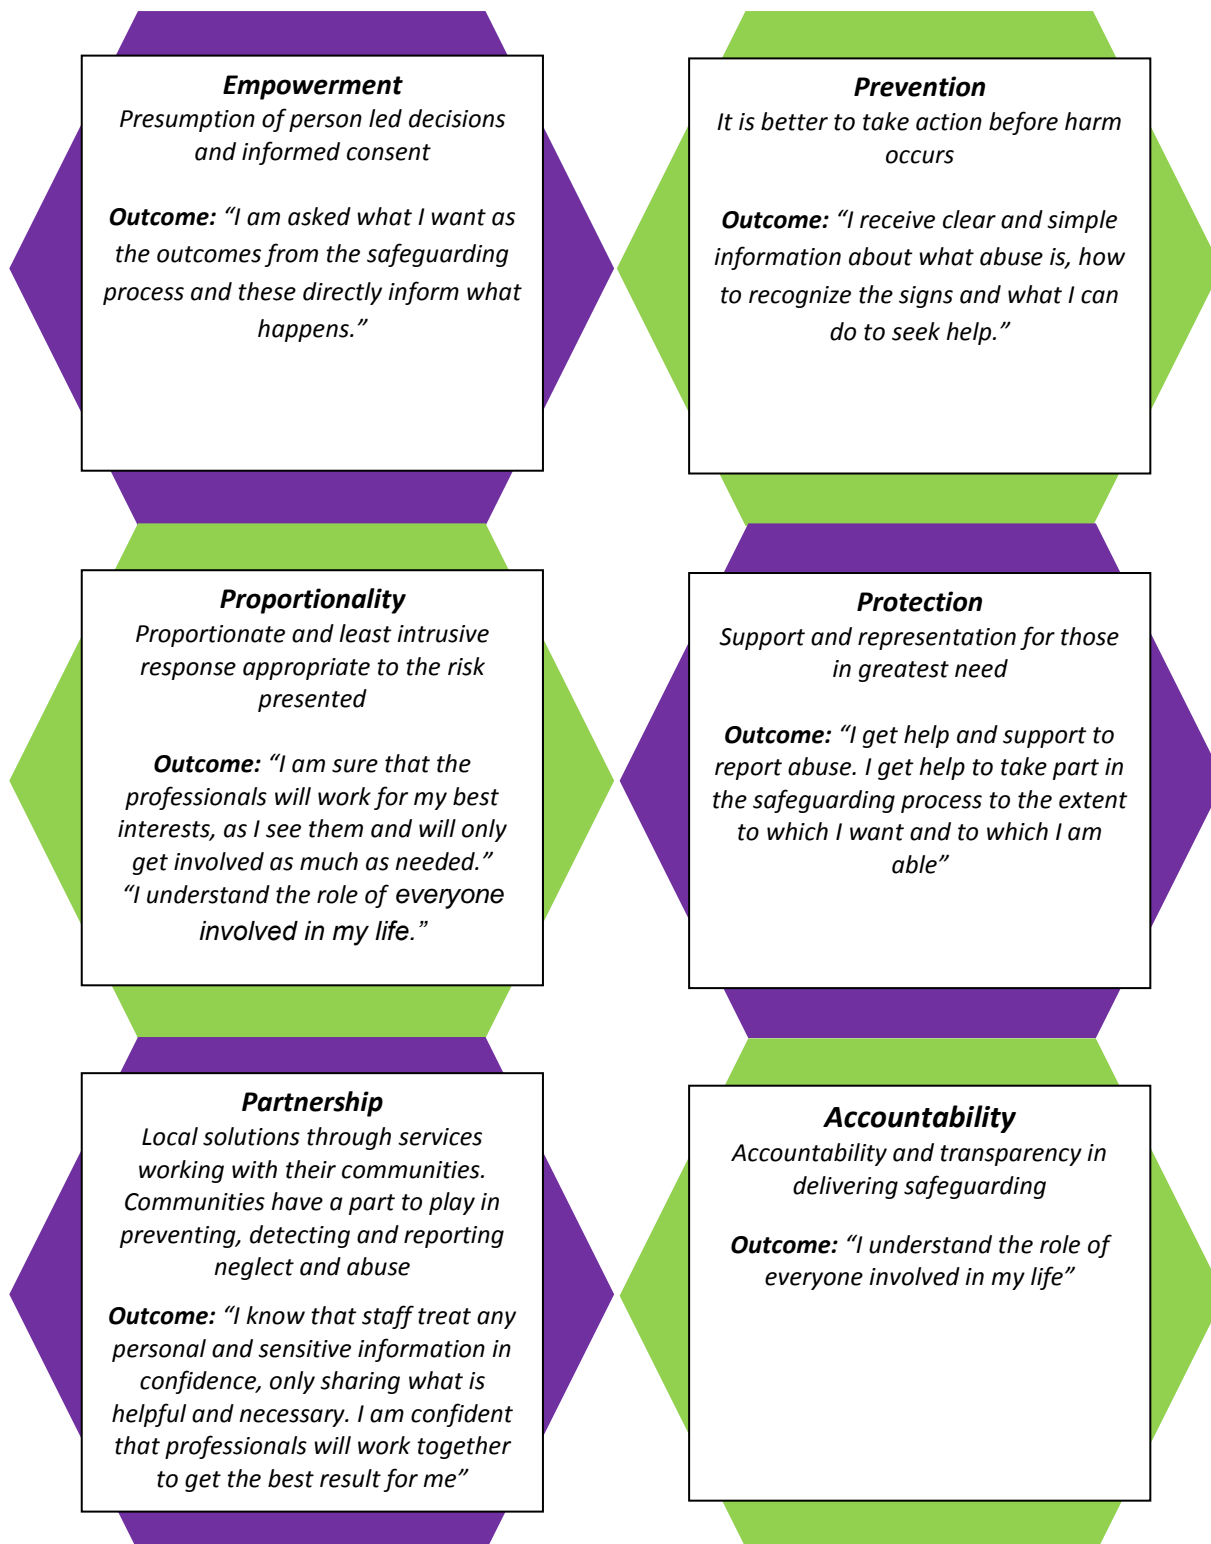 Empowerment
Presumption of person led decisions
and informed consent
Outcome: “I am asked what I want as
the outcomes from the safeguarding
process and these directly inform what
happens.”
Prevention
It is better to take action before harm
occurs
Outcome: “I receive clear and simple
information about what abuse is, how
to recognize the signs and what I can
do to seek help.”
Proportionality
Proportionate and least intrusive
response appropriate to the risk
presented
Outcome: “I am sure that the
professionals will work for my best
interests, as I see them and will only
get involved as much as needed.”
“I understand the role of everyone
involved in my life.”
Protection
Support and representation for those
in greatest need
Outcome: “I get help and support to
report abuse. I get help to take part in
the safeguarding process to the extent
to which I want and to which I am
able”
Partnership
Local solutions through services
working with their communities.
Communities have a part to play in
preventing, detecting and reporting
neglect and abuse
Outcome: “I know that staff treat any
personal and sensitive information in
confidence, only sharing what is
helpful and necessary. I am confident
that professionals will work together
to get the best result for me”
Accountability
Accountability and transparency in
delivering safeguarding
Outcome: “I understand the role of
everyone involved in my life”